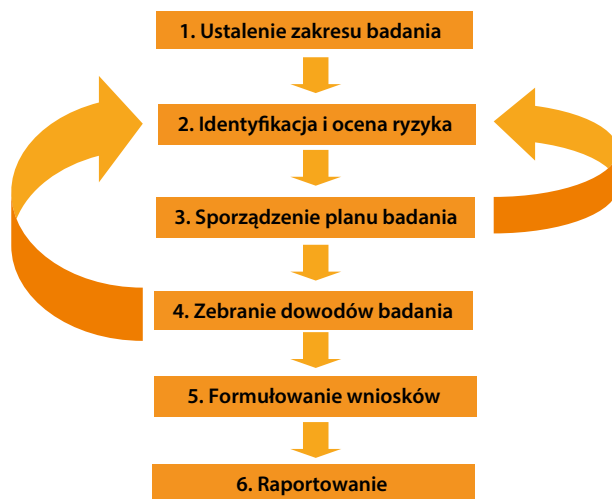 1. Ustalenie zakresu badania
2. Identyfikacja i ocena ryzyka
3. Sporządzenie planu badania
4. Zebranie dowodów badania
5. Formułowanie wniosków
6. Raportowanie